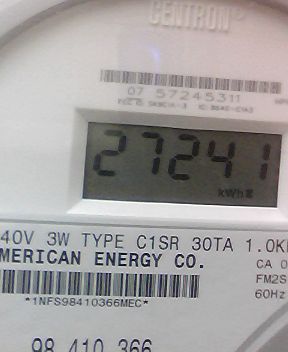 CENTRON®
07 57245311
27241
kWh
40V 3W TYPE C1SR 30TA 1.0K
MERICAN ENERGY CO.
CA 0
FM2S
60Hz
*1NFS98410366MEC*
98 410 366